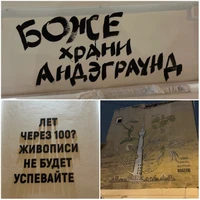 БОЖЕ
ХРАНИ
АНДЭГРАУНД
ЛЕТ
ЧЕРЕЗ 100?
ЖИВОПИСИ
НЕ БУДЕТ
УСПЕВАЙТЕ